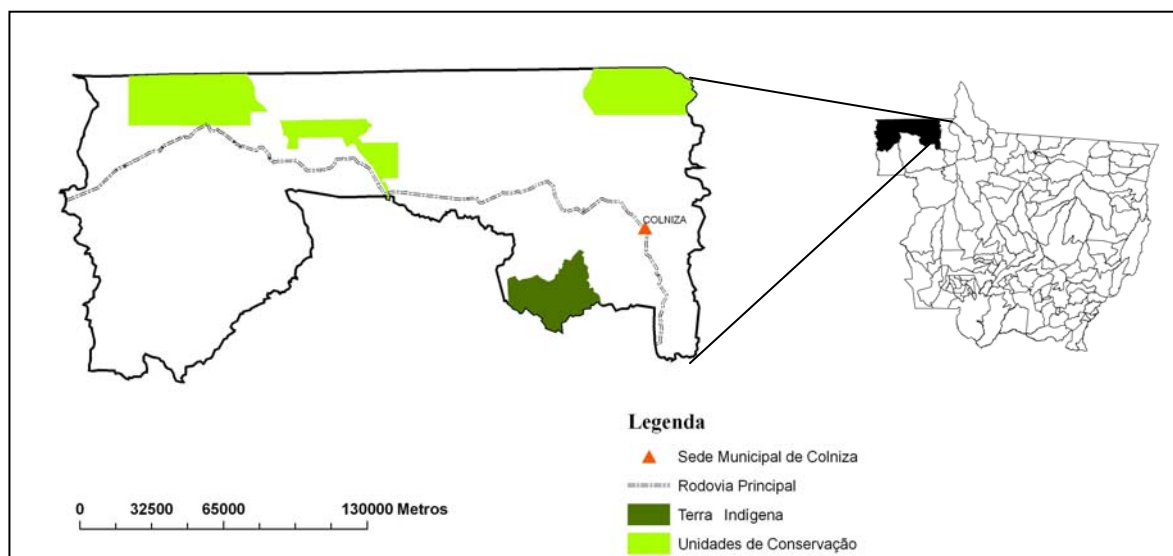 COLNIZA
Legenda
Sede Municipal de Colniza
Rodovia Principal
Terra Indígena
Unidades de Conservação
0 32500 65000 130000 Metros